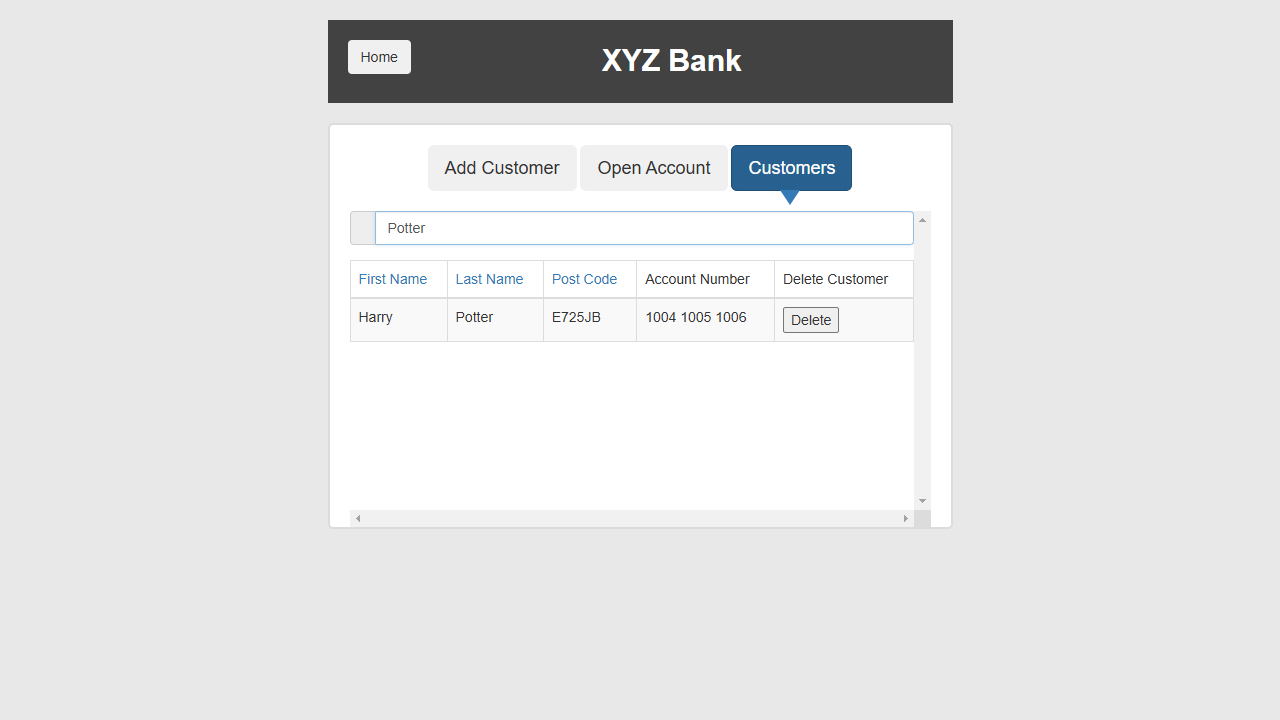 Home
XYZ Bank
Add Customer Open Account Customers
Potter
First Name Last Name Post Code Account Number Delete Customer
Harry Potter E725JB 1004 1005 1006 Delete